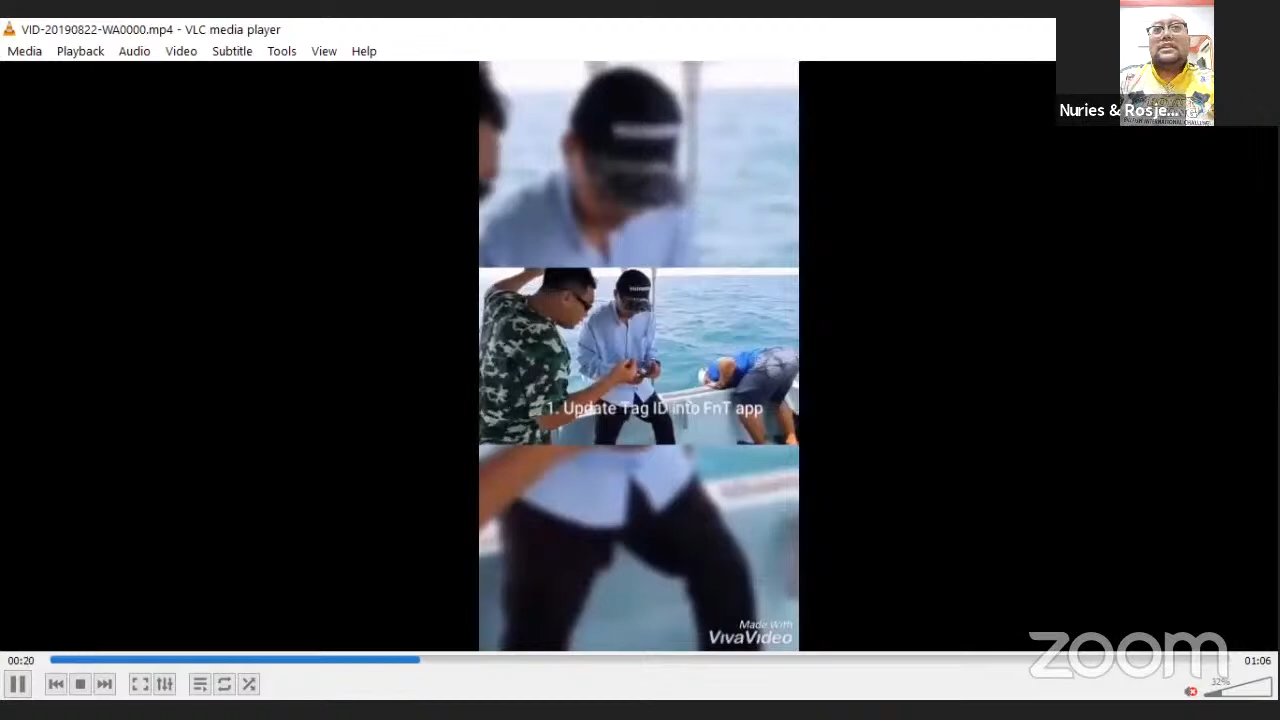 VID-20190822-WA0000.mp4 - VLC media player
Media Playback Audio Video Subtitle Tools View Help
Nuries & Rosje...
1. Update Tag ID into FnT app
Made With
VivaVideo
zoom
00:20
01:06
32%